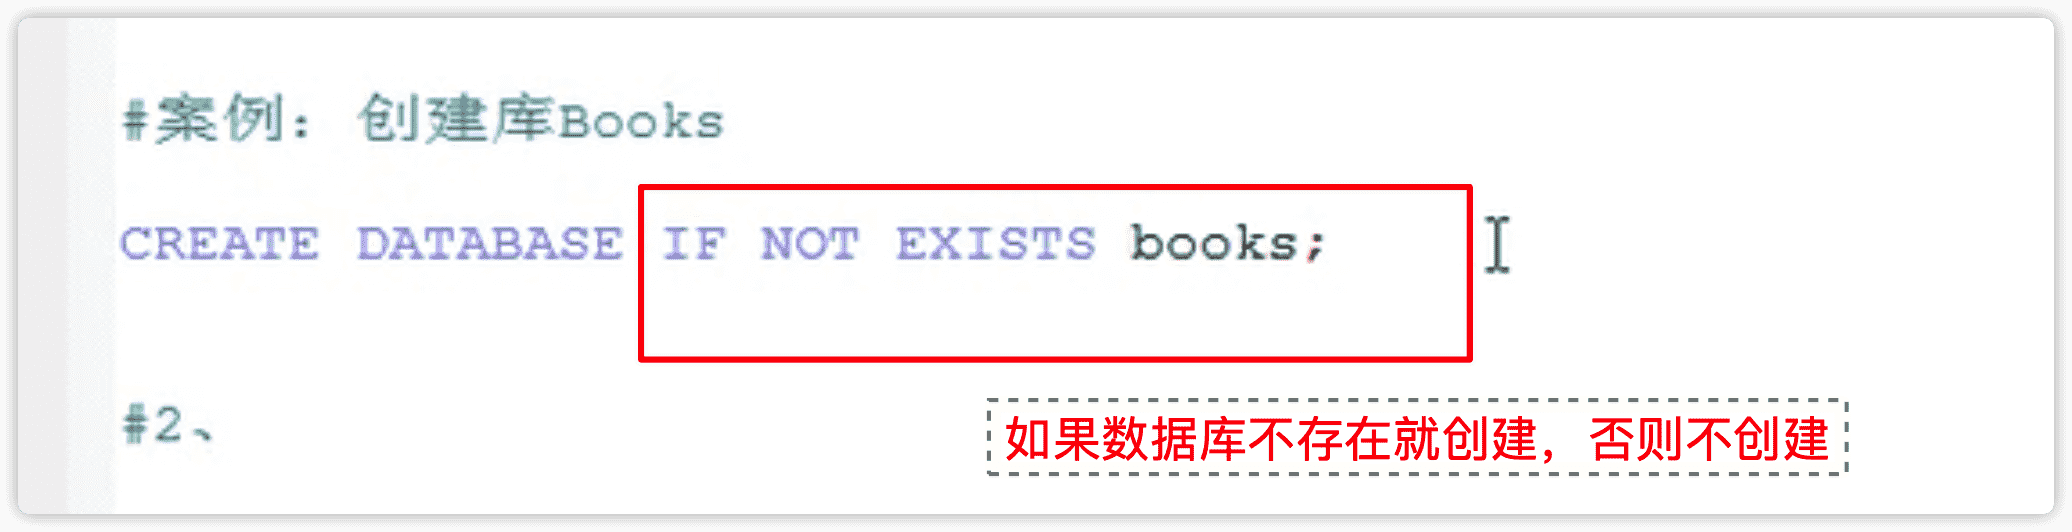 #案例：创建库Books
CREATE DATABASE IF NOT EXISTS books;
#2、
如果数据库不存在就创建，否则不创建